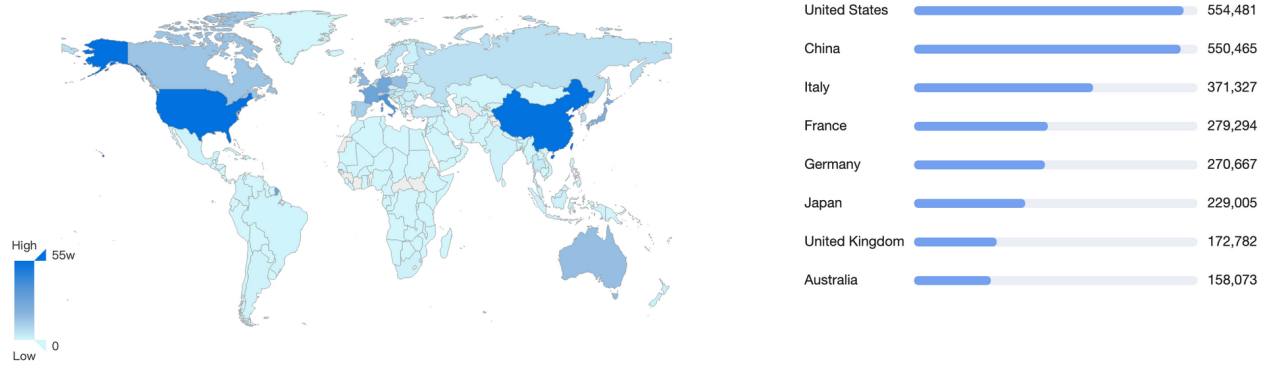 High
55w
0
Low
United States 554,481
China 550,465
Italy 371,327
France 279,294
Germany 270,667
Japan 229,005
United Kingdom 172,782
Australia 158,073